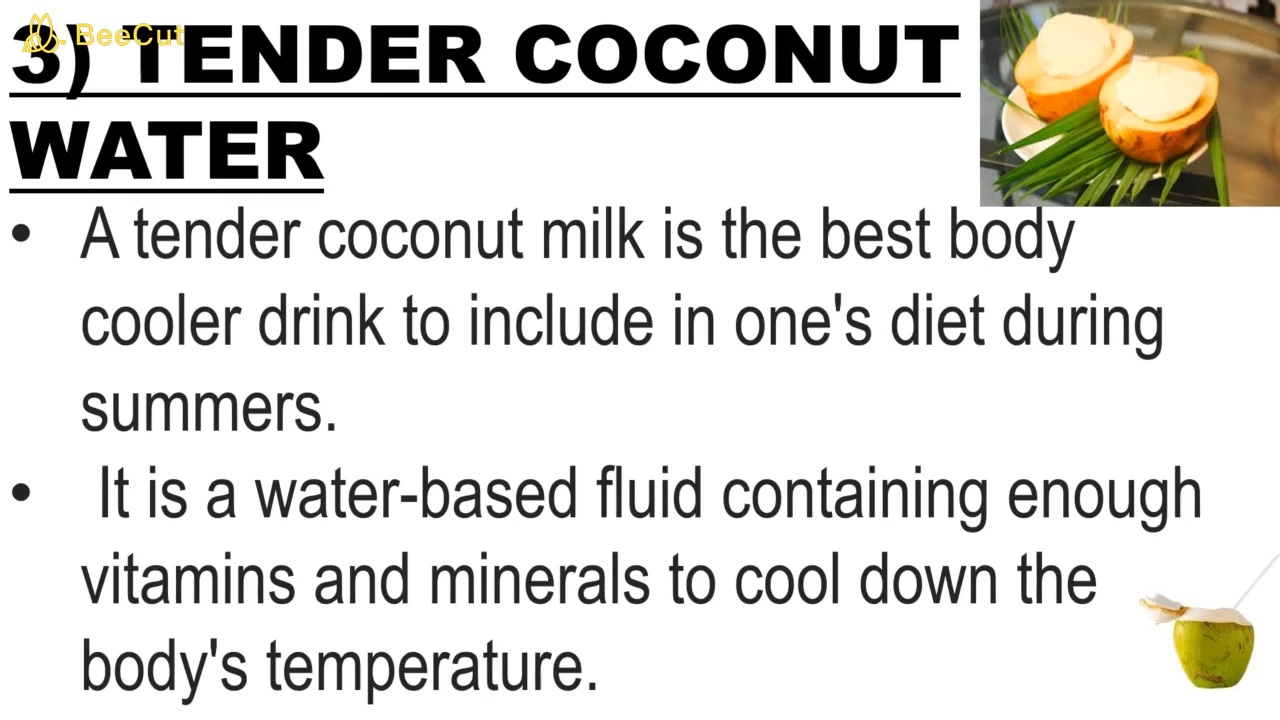 BeeCut
3) TENDER COCONUT
WATER
• A tender coconut milk is the best body
cooler drink to include in one's diet during
summers.
• It is a water-based fluid containing enough
vitamins and minerals to cool down the
body's temperature.